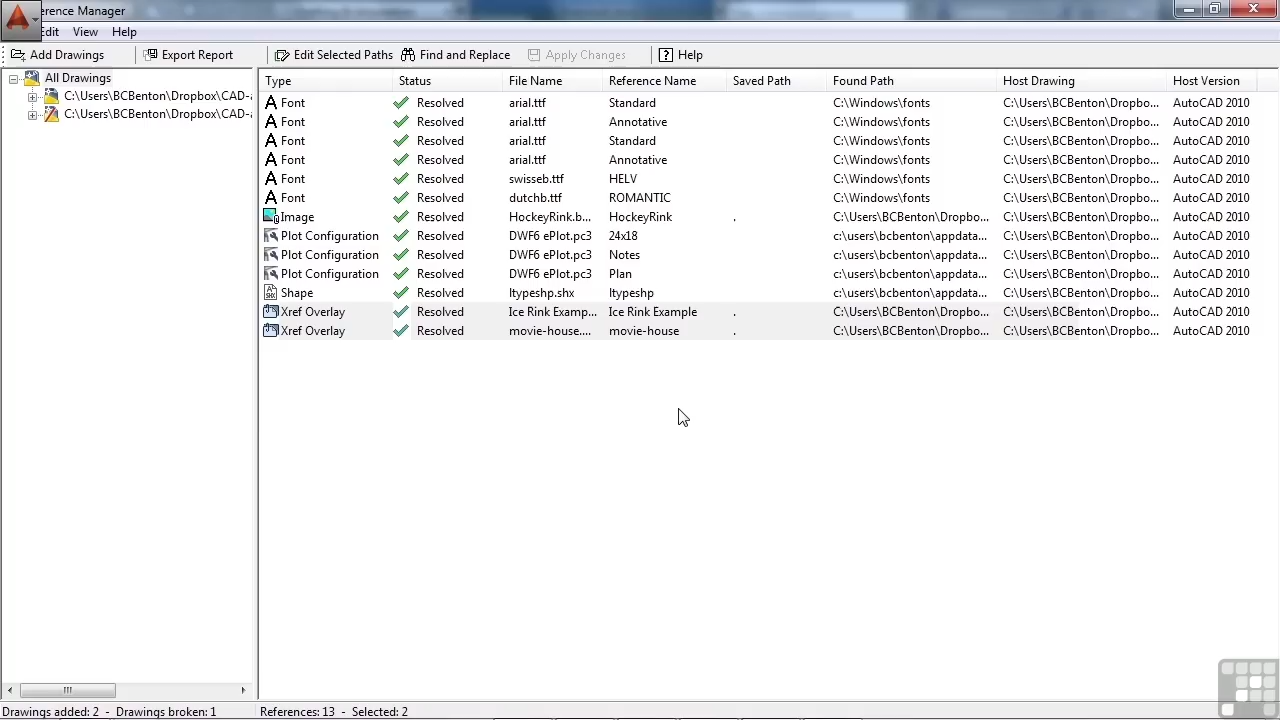 erence Manager
dit View Help
Add Drawings Export Report Edit Selected Paths Find and Replace Apply Changes ? Help
All Drawings
C:\Users\BCBenton\Dropbox\CAD-
C:\Users\BCBenton\Dropbox\CAD-
Type Status File Name Reference Name Saved Path Found Path Host Drawing Host Version
Font Resolved arial.ttf Standard C:\Windows\fonts C:\Users\BCBenton\Dropbo... AutoCAD 2010
Font Resolved arial.ttf Annotative C:\Windows\fonts C:\Users\BCBenton\Dropbo... AutoCAD 2010
Font Resolved arial.ttf Standard C:\Windows\fonts C:\Users\BCBenton\Dropbo... AutoCAD 2010
Font Resolved arial.ttf Annotative C:\Windows\fonts C:\Users\BCBenton\Dropbo... AutoCAD 2010
Font Resolved swisseb.ttf HELV C:\Windows\fonts C:\Users\BCBenton\Dropbo... AutoCAD 2010
Font Resolved dutchb.ttf ROMANTIC C:\Windows\fonts C:\Users\BCBenton\Dropbo... AutoCAD 2010
Image Resolved HockeyRink.b... HockeyRink . C:\Users\BCBenton\Dropbo... C:\Users\BCBenton\Dropbo... AutoCAD 2010
Plot Configuration Resolved DWF6 ePlot.pc3 24x18 c:\users\bcbenton\appdata... C:\Users\BCBenton\Dropbo... AutoCAD 2010
Plot Configuration Resolved DWF6 ePlot.pc3 Notes c:\users\bcbenton\appdata... C:\Users\BCBenton\Dropbo... AutoCAD 2010
Plot Configuration Resolved DWF6 ePlot.pc3 Plan c:\users\bcbenton\appdata... C:\Users\BCBenton\Dropbo... AutoCAD 2010
Shape Resolved ltypeshp.shx ltypeshp c:\users\bcbenton\appdata... C:\Users\BCBenton\Dropbo... AutoCAD 2010
Xref Overlay Resolved Ice Rink Examp... Ice Rink Example . C:\Users\BCBenton\Dropbo... C:\Users\BCBenton\Dropbo... AutoCAD 2010
Xref Overlay Resolved movie-house.... movie-house . C:\Users\BCBenton\Dropbo... C:\Users\BCBenton\Dropbo... AutoCAD 2010
Drawings added: 2 - Drawings broken: 1 References: 13 - Selected: 2